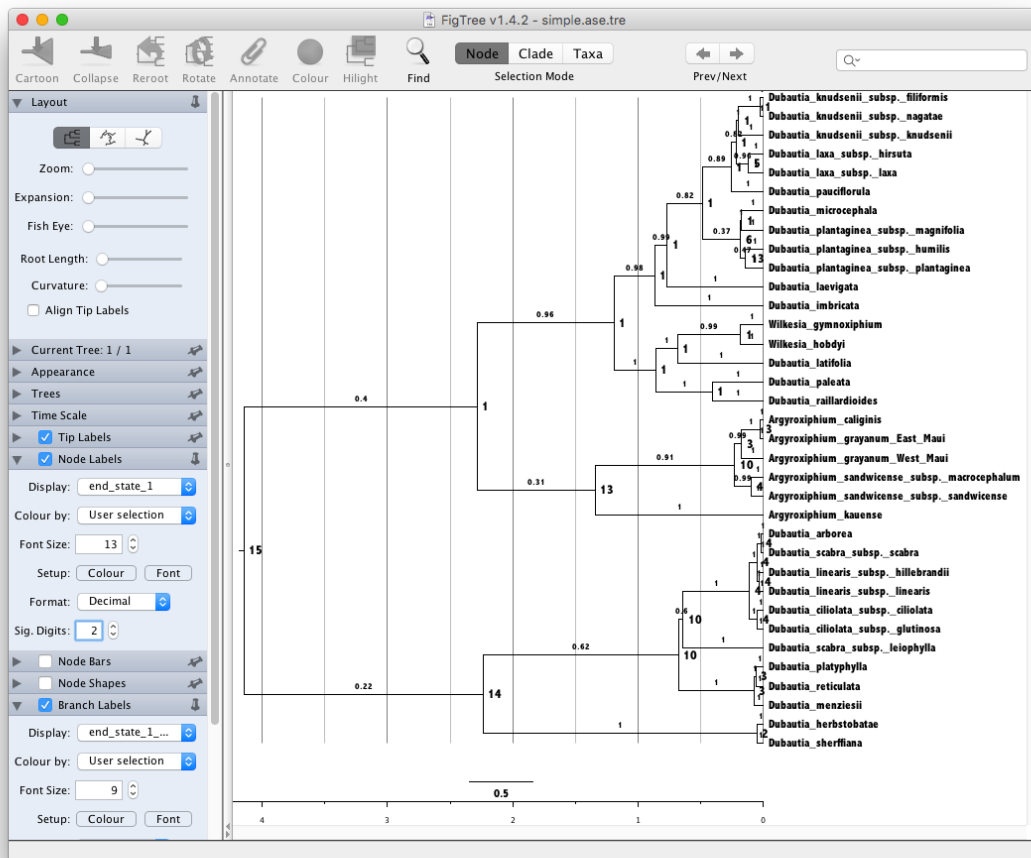 FigTree v1.4.2 - simple.ase.tre
Cartoon Collapse Reroot Rotate Annotate Colour Hilight Find
Node Clade Taxa
Selection Mode
Prev/Next
Layout
Zoom:
Expansion:
Fish Eye:
Root Length:
Curvature:
Align Tip Labels
Current Tree: 1 / 1
Appearance
Trees
Time Scale
Tip Labels
Node Labels
Display: end_state_1
Colour by: User selection
Font Size: 13
Setup: Colour Font
Format: Decimal
Sig. Digits: 2
Node Bars
Node Shapes
Branch Labels
Display: end_state_1_...
Colour by: User selection
Font Size: 9
Setup: Colour Font
Dubautia_knudsenii_subsp._filiformis
Dubautia_knudsenii_subsp._nagatae
Dubautia_knudsenii_subsp._knudsenii
Dubautia_laxa_subsp._hirsuta
Dubautia_laxa_subsp._laxa
Dubautia_pauciflorula
Dubautia_microcephala
Dubautia_plantaginea_subsp._magnifolia
Dubautia_plantaginea_subsp._humilis
Dubautia_plantaginea_subsp._plantaginea
Dubautia_laevigata
Dubautia_imbricata
Wilkesia_gymnoxiphium
Wilkesia_hobdyi
Dubautia_latifolia
Dubautia_paleata
Dubautia_raillardioides
Argyroxiphium_caliginis
Argyroxiphium_grayanum_East_Maui
Argyroxiphium_grayanum_West_Maui
Argyroxiphium_sandwicense_subsp._macrocephalum
Argyroxiphium_sandwicense_subsp._sandwicense
Argyroxiphium_kauense
Dubautia_arborea
Dubautia_scabra_subsp._scabra
Dubautia_linearis_subsp._hillebrandii
Dubautia_linearis_subsp._linearis
Dubautia_ciliolata_subsp._ciliolata
Dubautia_ciliolata_subsp._glutinosa
Dubautia_scabra_subsp._leiophylla
Dubautia_platyphylla
Dubautia_reticulata
Dubautia_menziesii
Dubautia_herbstobatae
Dubautia_sherffiana
0.89
0.82
0.37
0.99
0.98
0.96
0.99
0.4
1
0.91
0.99
10
0.31
13
15
0.6
10
0.62
10
0.22
14
1
0.5
4 3 2 1 0